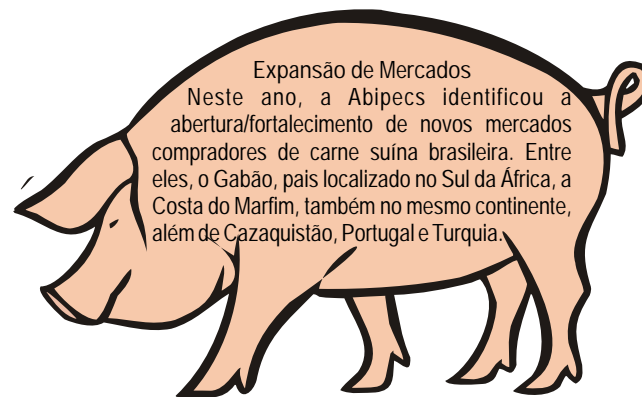 Expansão de Mercados
Neste ano, a Abipecs identificou a
abertura/fortalecimento de novos mercados
compradores de carne suína brasileira. Entre
eles, o Gabão, pais localizado no Sul da África, a
Costa do Marfim, também no mesmo continente,
além de Cazaquistão, Portugal e Turquia.